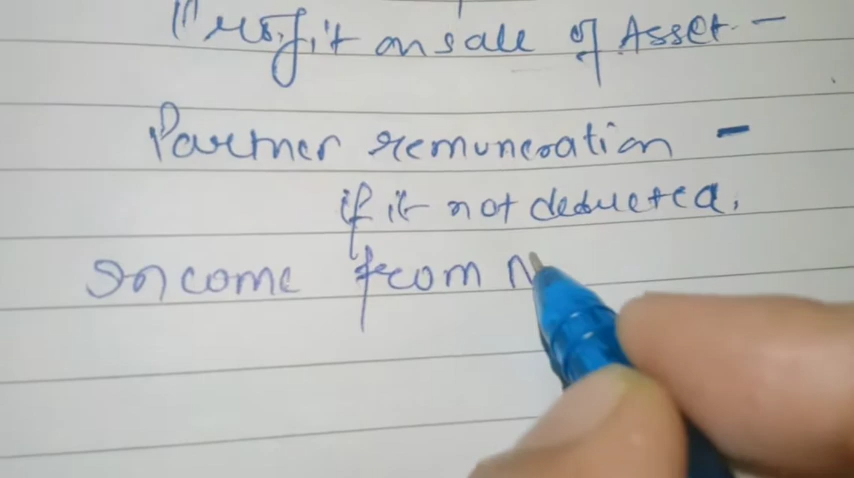 Profit on sale of Asset -
Partner remuneration -
if it not deducted.
Income from N